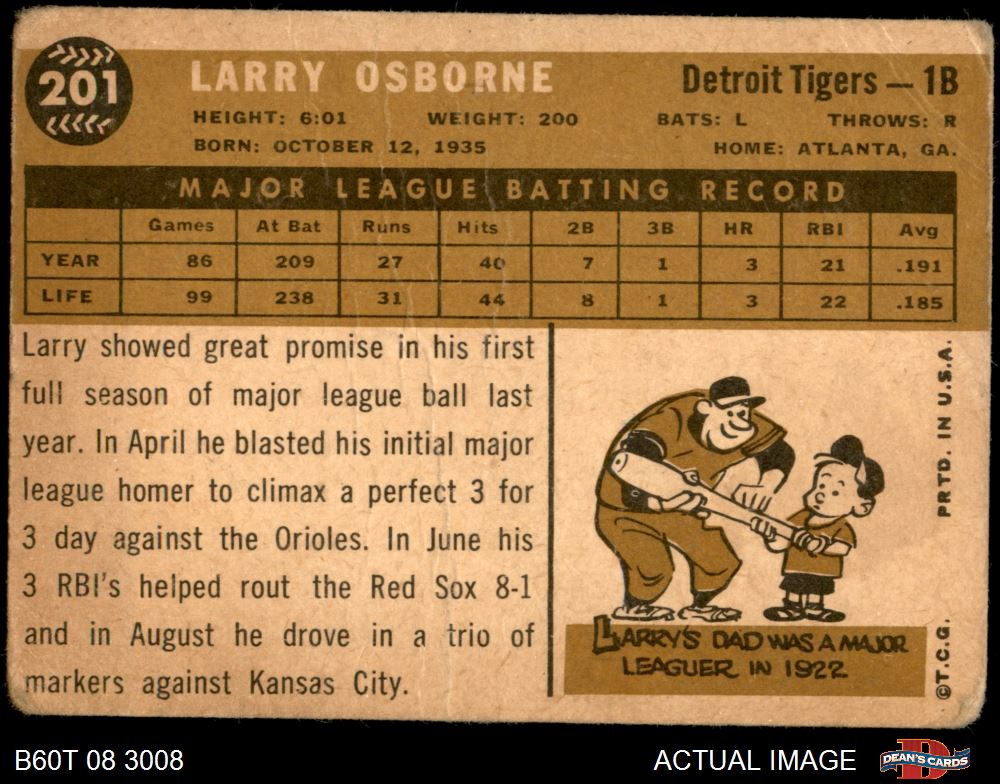 201
LARRY OSBORNE
Detroit Tigers — 1B
HEIGHT: 6:01 WEIGHT: 200 BATS: L THROWS: R
BORN: OCTOBER 12, 1935 HOME: ATLANTA, GA.
MAJOR LEAGUE BATTING RECORD
Games At Bat Runs Hits 2B 3B HR RBI Avg
YEAR 86 209 27 40 7 1 3 21 .191
LIFE 99 238 31 44 8 1 3 22 .185
Larry showed great promise in his first
full season of major league ball last
year. In April he blasted his initial major
league homer to climax a perfect 3 for
3 day against the Orioles. In June his
3 RBI's helped rout the Red Sox 8-1
and in August he drove in a trio of
markers against Kansas City.
LARRY'S DAD WAS A MAJOR
LEAGUER IN 1922
©T.C.G. PRTD. IN U.S.A.
B60T 08 3008
ACTUAL IMAGE
D
DEAN'S CARDS